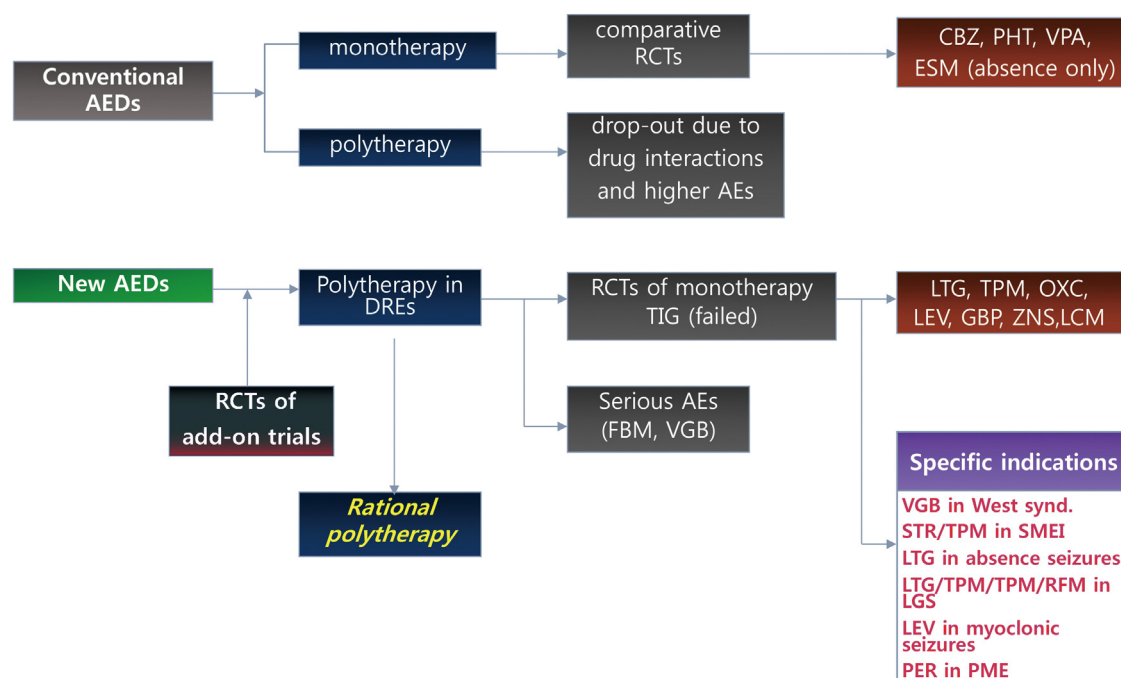 Conventional
AEDs
monotherapy
comparative
RCTs
CBZ, PHT, VPA,
ESM (absence only)
polytherapy
drop-out due to
drug interactions
and higher AEs
New AEDs
Polytherapy in
DREs
RCTs of monotherapy
TIG (failed)
LTG, TPM, OXC,
LEV, GBP, ZNS,LCM
RCTs of
add-on trials
Serious AEs
(FBM, VGB)
Rational
polytherapy
Specific indications
VGB in West synd.
STR/TPM in SMEI
LTG in absence seizures
LTG/TPM/TPM/RFM in
LGS
LEV in myoclonic
seizures
PER in PME